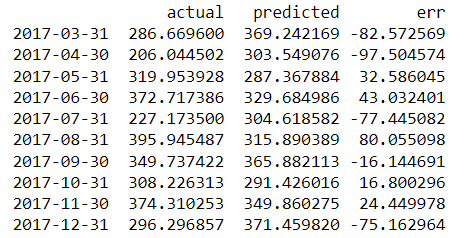 actual predicted err
2017-03-31 286.669600 369.242169 -82.572569
2017-04-30 206.044502 303.549076 -97.504574
2017-05-31 319.953928 287.367884 32.586045
2017-06-30 372.717386 329.684986 43.032401
2017-07-31 227.173500 304.618582 -77.445082
2017-08-31 395.945487 315.890389 80.055098
2017-09-30 349.737422 365.882113 -16.144691
2017-10-31 308.226313 291.426016 16.800296
2017-11-30 374.310253 349.860275 24.449978
2017-12-31 296.296857 371.459820 -75.162964